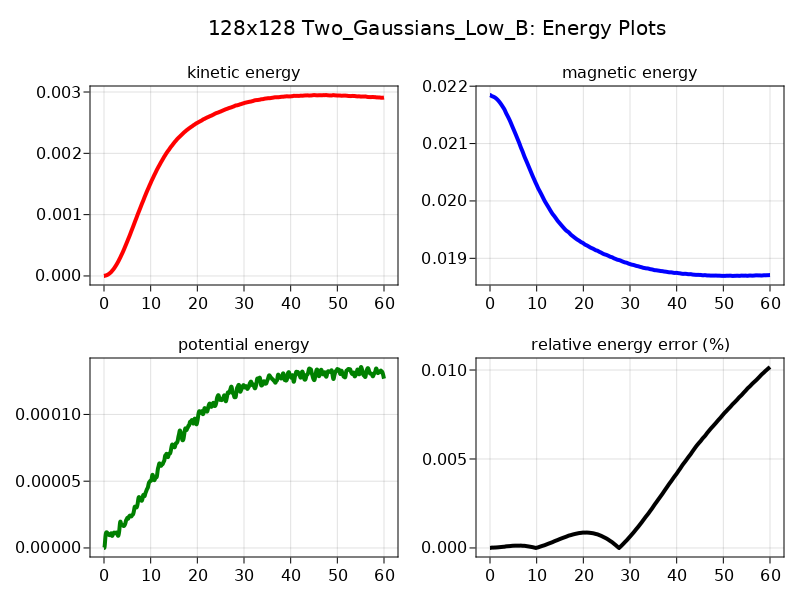 128x128 Two_Gaussians_Low_B: Energy Plots
kinetic energy
0.003
0.002
0.001
0.000
0 10 20 30 40 50 60
magnetic energy
0.022
0.021
0.020
0.019
0 10 20 30 40 50 60
potential energy
0.00010
0.00005
0.00000
0 10 20 30 40 50 60
relative energy error (%)
0.010
0.005
0.000
0 10 20 30 40 50 60